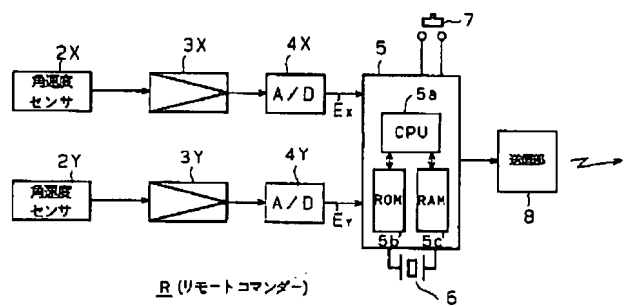 7
2X
3X
4X
5
角速度
センサ
A/D
EX
5a
CPU
送信部
8
2Y
3Y
4Y
角速度
センサ
A/D
EY
ROM
RAM
5b
5c
6
R (リモートコマンダー)